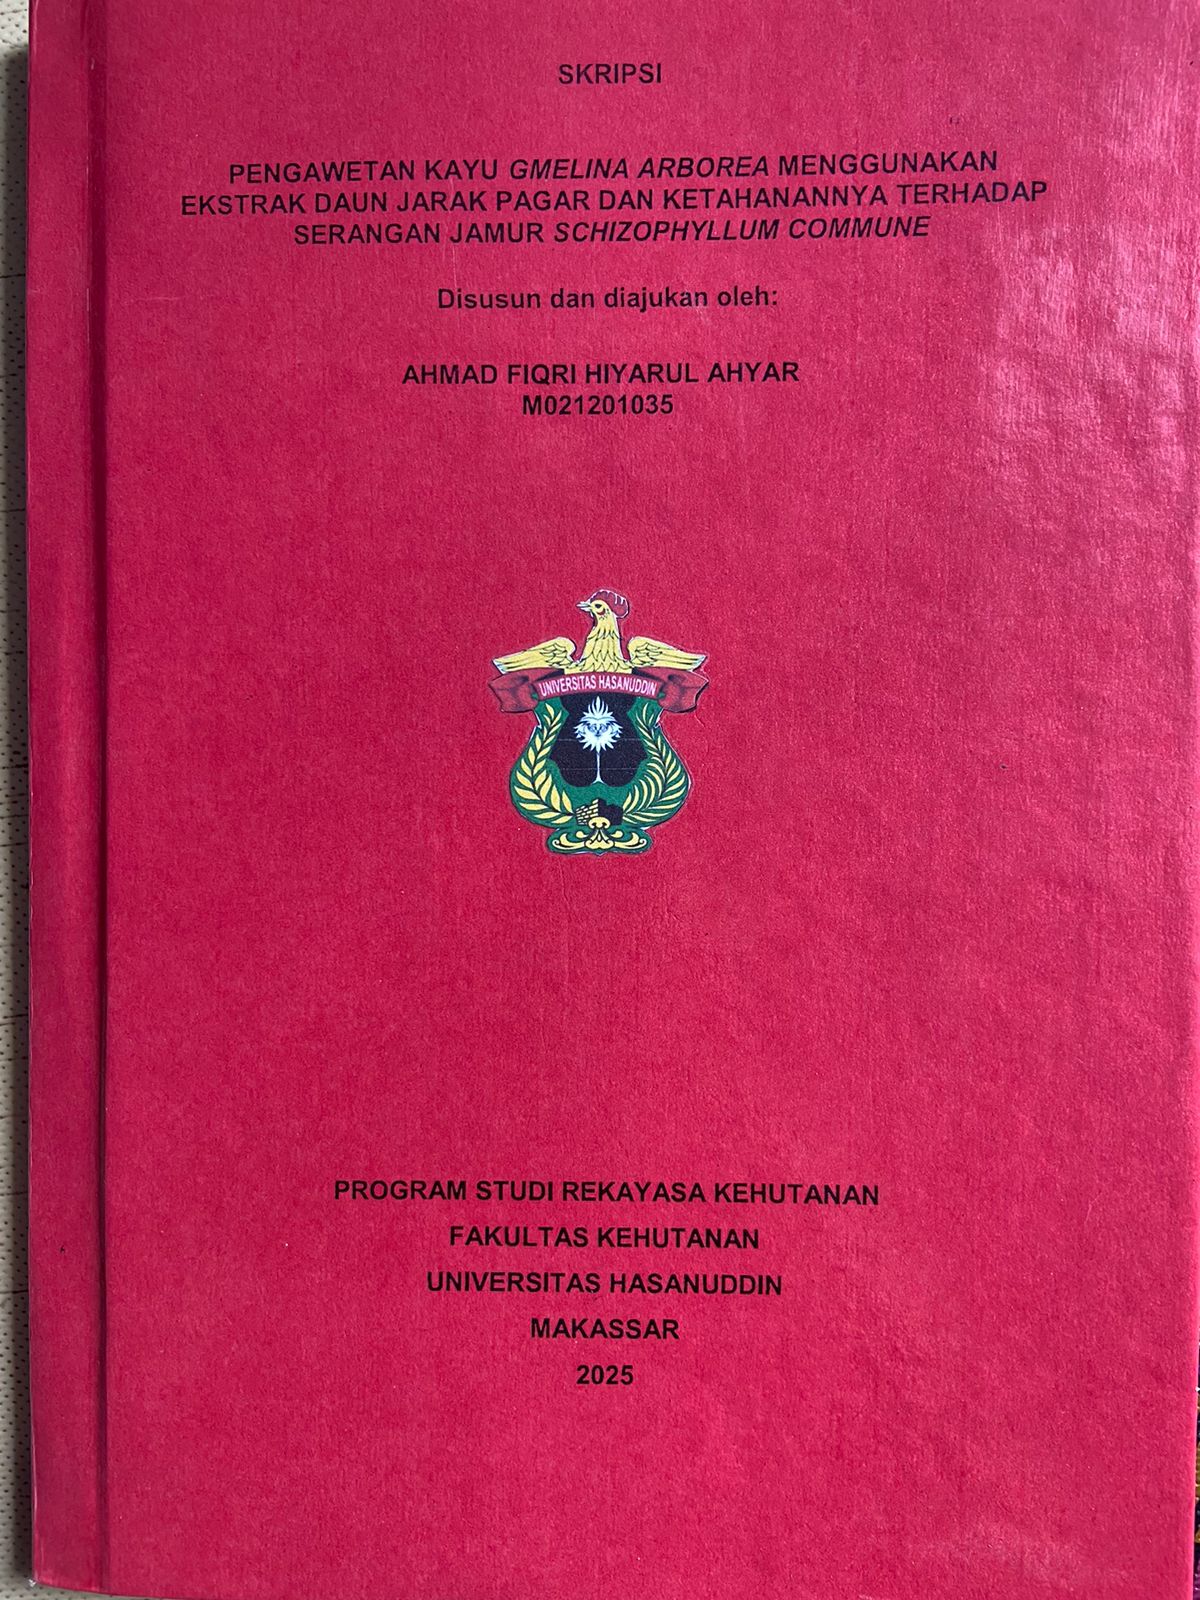 SKRIPSI
PENGAWETAN KAYU GMELINA ARBOREA MENGGUNAKAN
EKSTRAK DAUN JARAK PAGAR DAN KETAHANANNYA TERHADAP
SERANGAN JAMUR SCHIZOPHYLLUM COMMUNE
Disusun dan diajukan oleh:
AHMAD FIQRI HIYARUL AHYAR
M021201035
UNIVERSITAS HASANUDDIN
PROGRAM STUDI REKAYASA KEHUTANAN
FAKULTAS KEHUTANAN
UNIVERSITAS HASANUDDIN
MAKASSAR
2025